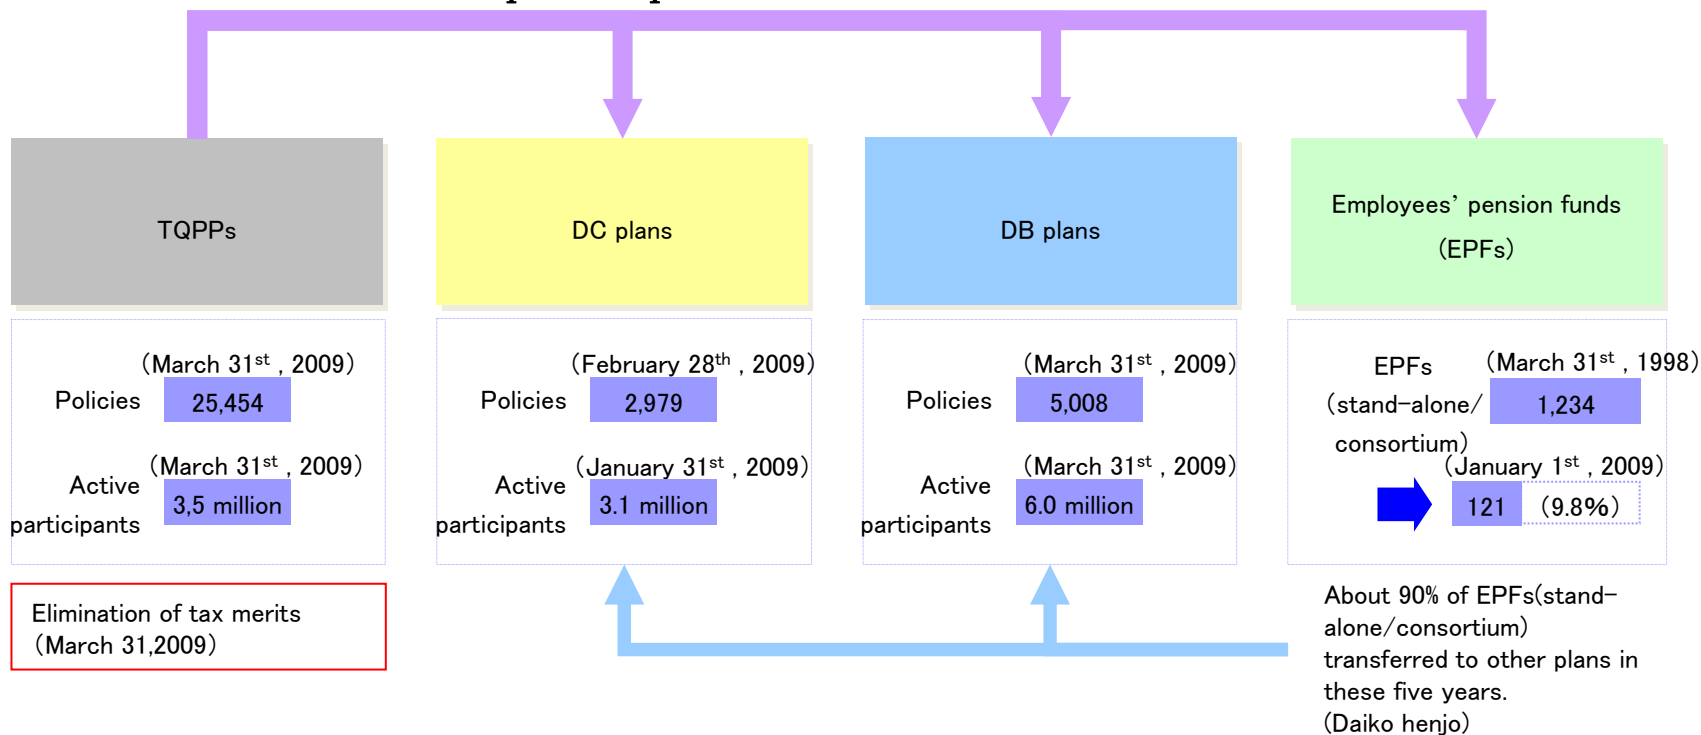 TQPPs
DC plans
DB plans
Employees’ pension funds
(EPFs)
(March 31st , 2009)
Policies 25,454
(March 31st , 2009)
Active
participants
3,5 million
(February 28th , 2009)
Policies 2,979
(January 31st , 2009)
Active
participants
3.1 million
(March 31st , 2009)
Policies 5,008
(March 31st , 2009)
Active
participants
6.0 million
EPFs
(stand-alone/
consortium)
(March 31st , 1998)
1,234
(January 1st , 2009)
121 (9.8%)
Elimination of tax merits
(March 31,2009)
About 90% of EPFs(stand-
alone/consortium)
transferred to other plans in
these five years.
(Daiko henjo)